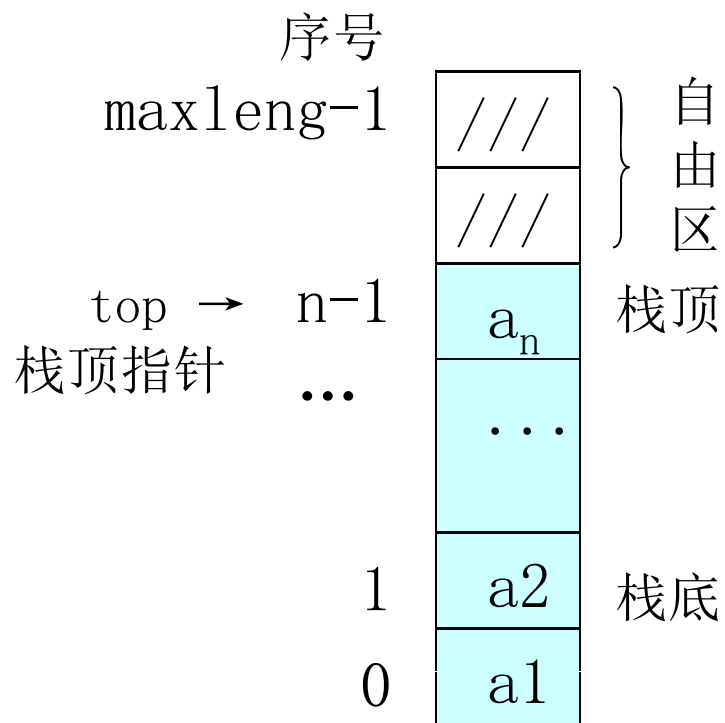 序号
maxleng-1 /// 自
由
/// 区
top → n-1 aₙ 栈顶
栈顶指针 ... ...
1 a2 栈底
0 a1